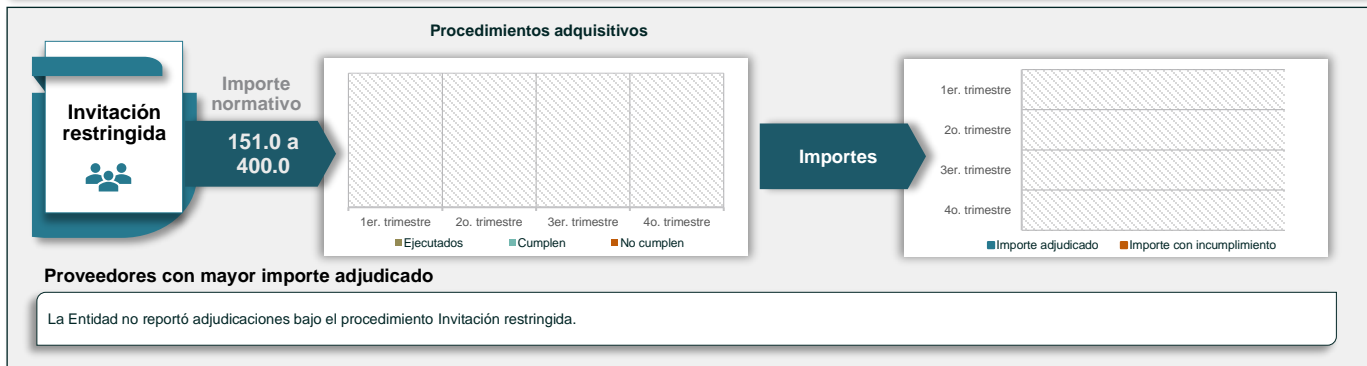 Procedimientos adquisitivos
Invitación
restringida
Importe
normativo
151.0 a
400.0
1er. trimestre 2o. trimestre 3er. trimestre 4o. trimestre
Ejecutados Cumplen No cumplen
Importes
1er. trimestre
2o. trimestre
3er. trimestre
4o. trimestre
Importe adjudicado Importe con incumplimiento
Proveedores con mayor importe adjudicado
La Entidad no reportó adjudicaciones bajo el procedimiento Invitación restringida.